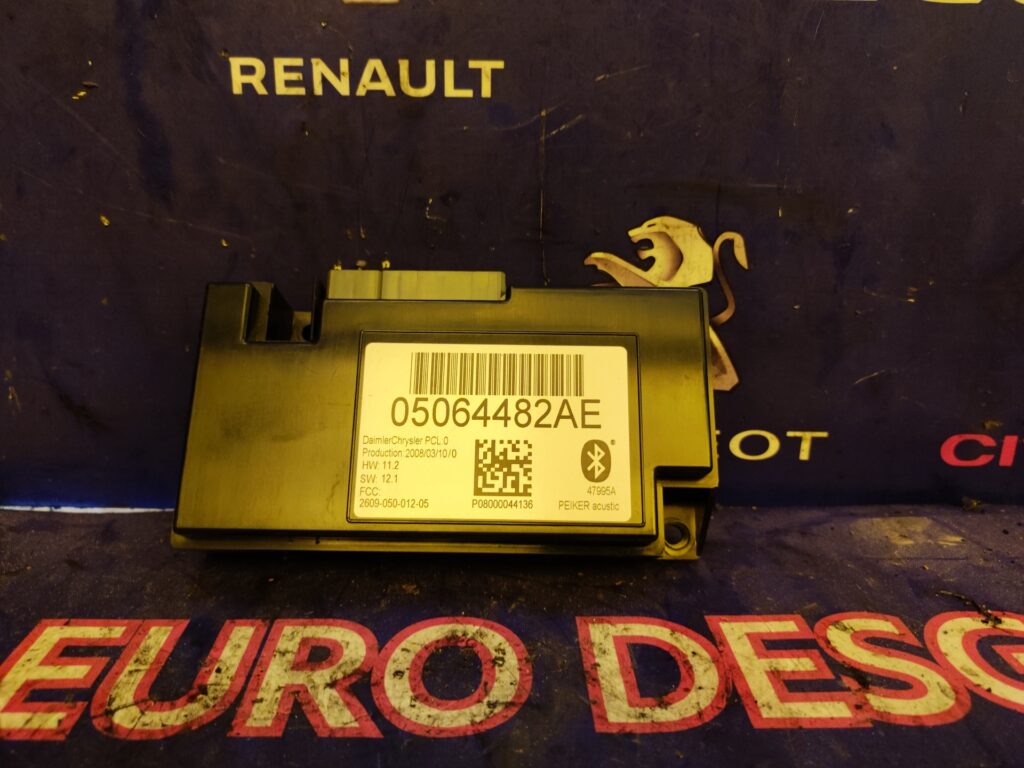 RENAULT
05064482AE
DaimlerChrysler PCL.0
Production: 2008/03/10/0
HW: 11.2
SW: 12.1
FCC:
2609-050-012-05
P08000044136
47995A
PEIKER acustic
EOT
CI
EURO DESG